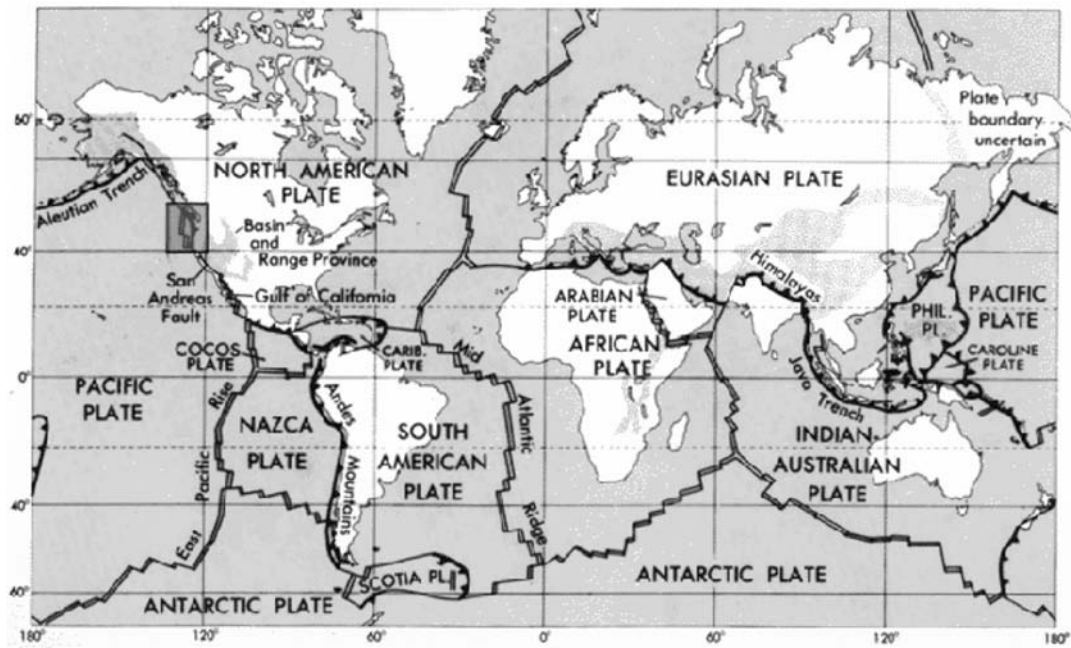 Plate
boundary
uncertain
NORTH AMERICAN
PLATE
EURASIAN PLATE
Aleutian Trench
Basin
and
Range Province
San
Andreas
Fault
Gulf of California
Himalayas
ARABIAN
PLATE
AFRICAN
PLATE
PHIL.
PL.
PACIFIC
PLATE
CAROLINE
PLATE
COCOS
PLATE
CARIB.
PLATE
Mid
Atlantic
Ridge
PACIFIC
PLATE
East
Pacific
Rise
NAZCA
PLATE
Andes
Mountains
SOUTH
AMERICAN
PLATE
Java
Trench
INDIAN
AUSTRALIAN
PLATE
SCOTIA PL.
ANTARCTIC PLATE
ANTARCTIC PLATE
40°
0°
40°
60°
180°
120°
60°
0°
60°
120°
180°